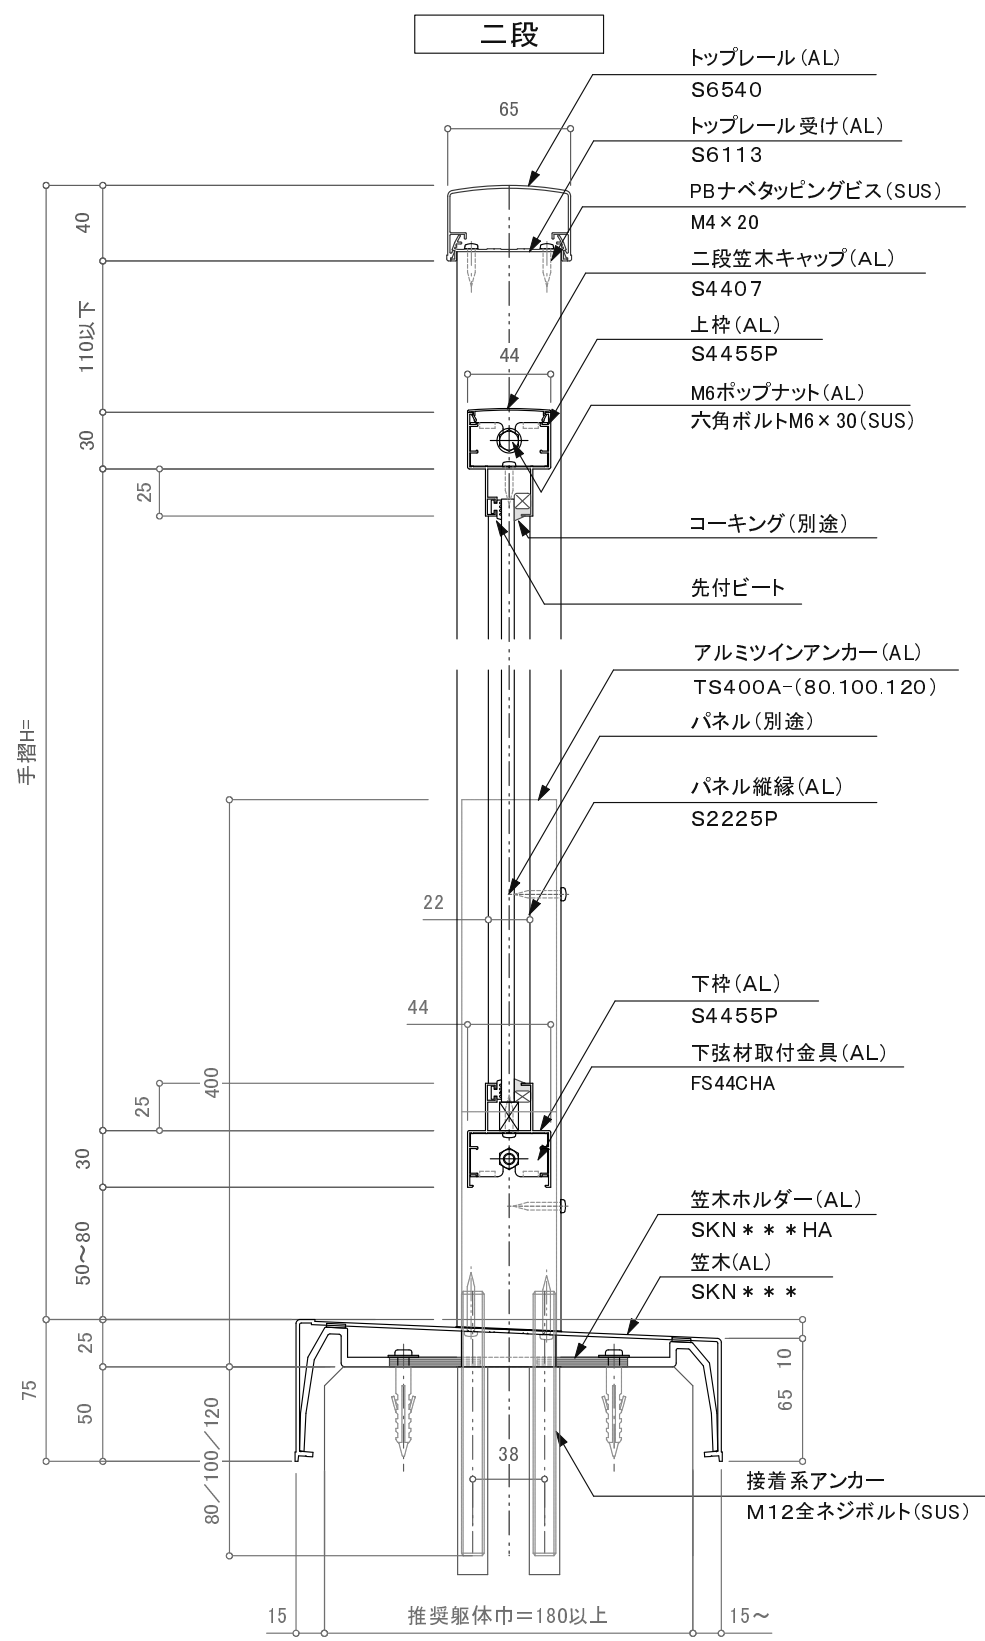 二段
トップレール(AL)
S6540
65
トップレール受け(AL)
S6113
PBナベタッピングビス(SUS)
M4×20
40
二段笠木キャップ(AL)
S4407
110以下
上枠(AL)
S4455P
44
M6ポップナット(AL)
六角ボルトM6×30(SUS)
30
25
コーキング(別途)
先付ビート
アルミツインアンカー(AL)
TS400A-(80.100.120)
パネル(別途)
手摺H=
パネル縦縁(AL)
S2225P
22
下枠(AL)
S4455P
44
下弦材取付金具(AL)
FS44CHA
400
25
30
笠木ホルダー(AL)
SKN***HA
50~80
笠木(AL)
SKN***
25
10
75
50
65
80/100/120
38
接着系アンカー
M12全ネジボルト(SUS)
15
推奨躯体巾=180以上
15~